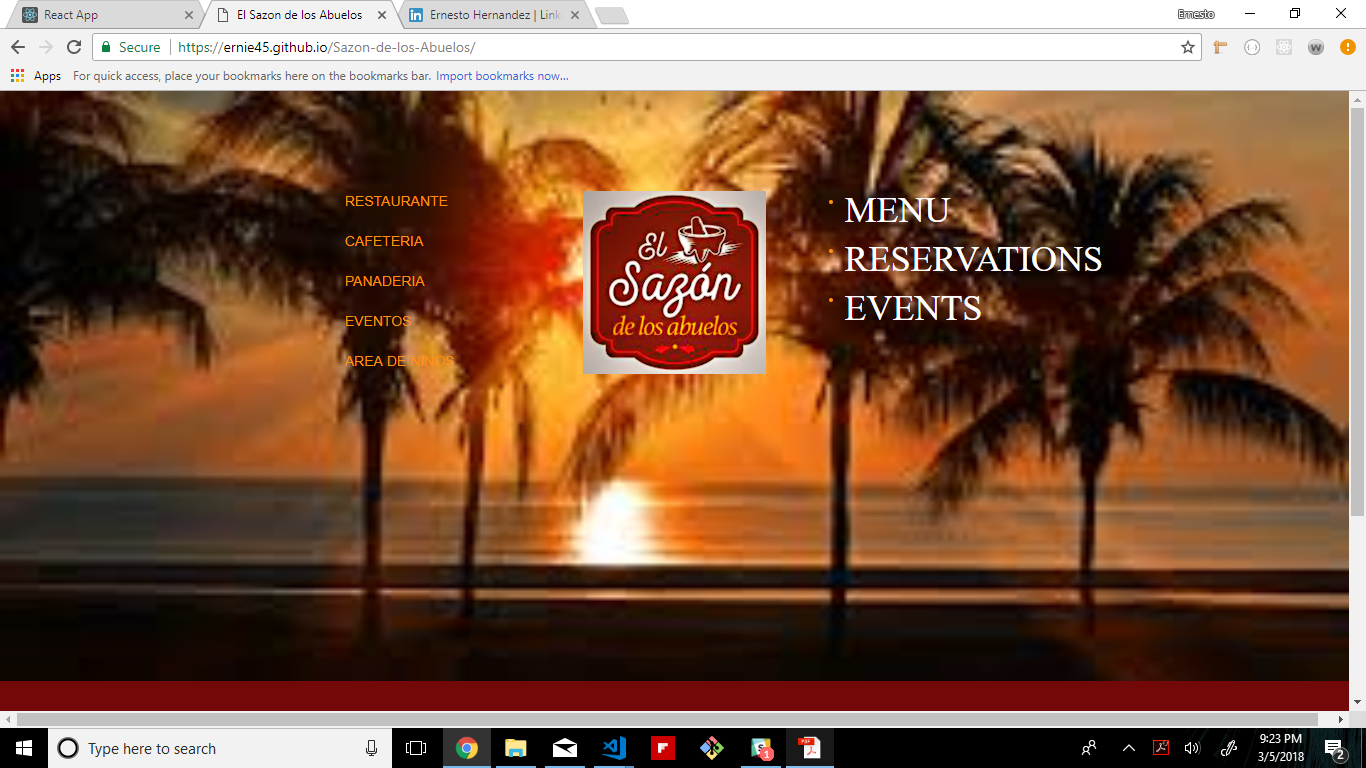 React App
El Sazon de los Abuelos
Ernesto Hernandez | Link
Ernesto
Secure
https://ernie45.github.io/Sazon-de-los-Abuelos/
Apps
For quick access, place your bookmarks here on the bookmarks bar. Import bookmarks now...
RESTAURANTE
CAFETERIA
PANADERIA
EVENTOS
AREA DE NINOS
El
Sazón
de los abuelos
MENU
RESERVATIONS
EVENTS
Type here to search
1
9:23 PM
3/5/2018
2